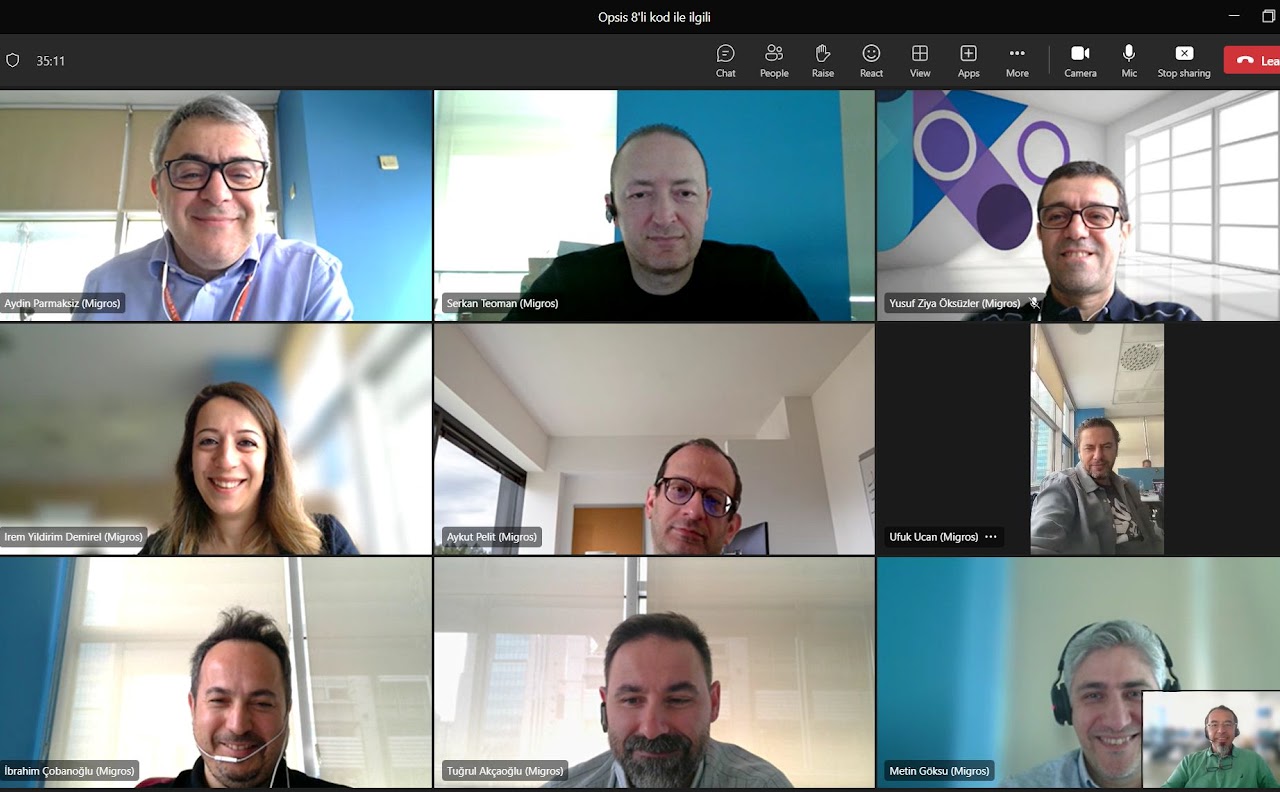 Opsis 8'li kod ile ilgili
35:11
Chat
People
Raise
React
View
Apps
More
Camera
Mic
Stop sharing
Aydin Parmaksiz (Migros)
Serkan Teoman (Migros)
Yusuf Ziya Öksüzler (Migros)
Irem Yildirim Demirel (Migros)
Aykut Pelit (Migros)
Ufuk Ucan (Migros)
İbrahim Çobanoğlu (Migros)
Tuğrul Akçaoğlu (Migros)
Metin Göksu (Migros)